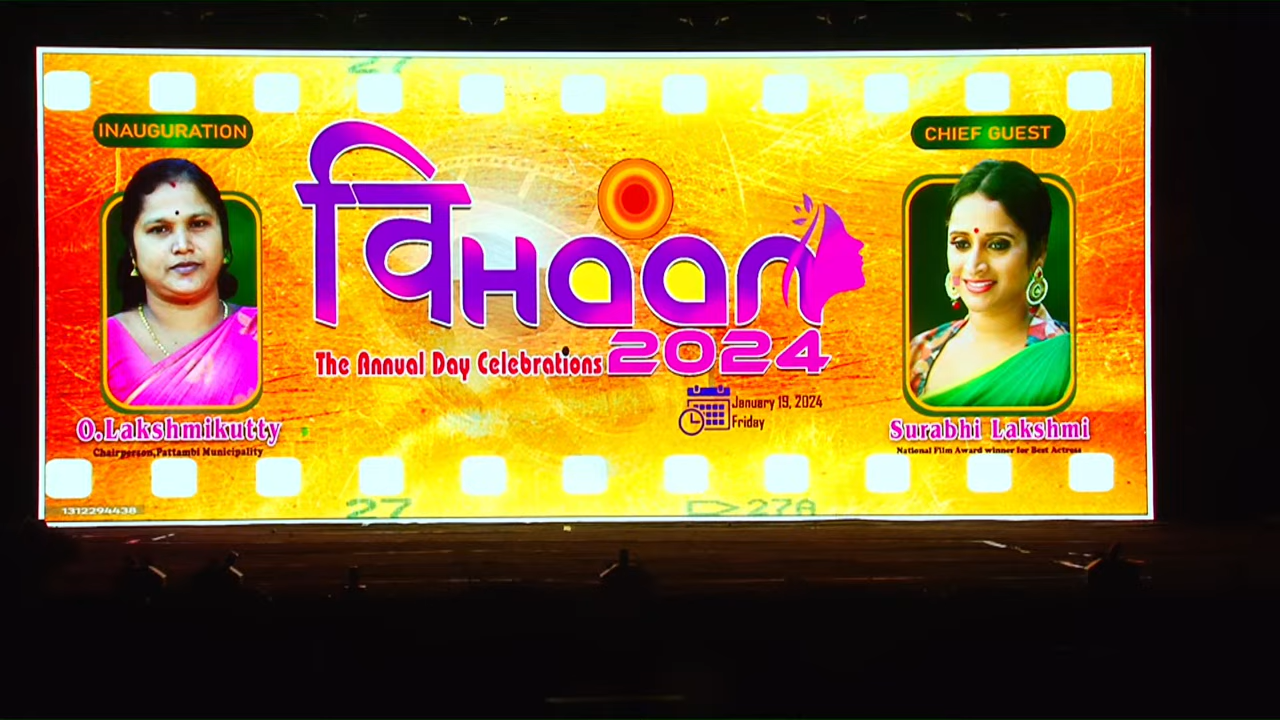 27
INAUGURATION
CHIEF GUEST
विHAAN
The Annual Day Celebrations 2024
January 19, 2024
Friday
O.Lakshmikutty
Chairperson,Pattambi Municipality
Surabhi Lakshmi
National Film Award winner for Best Actress
1312294438
27
27A